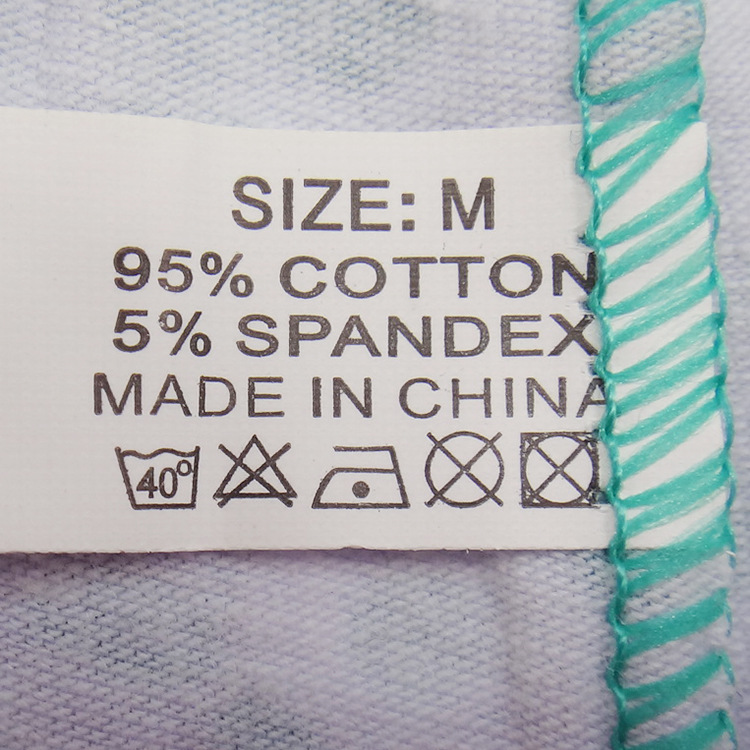 SIZE: M
95% COTTON
5% SPANDEX
MADE IN CHINA
40°